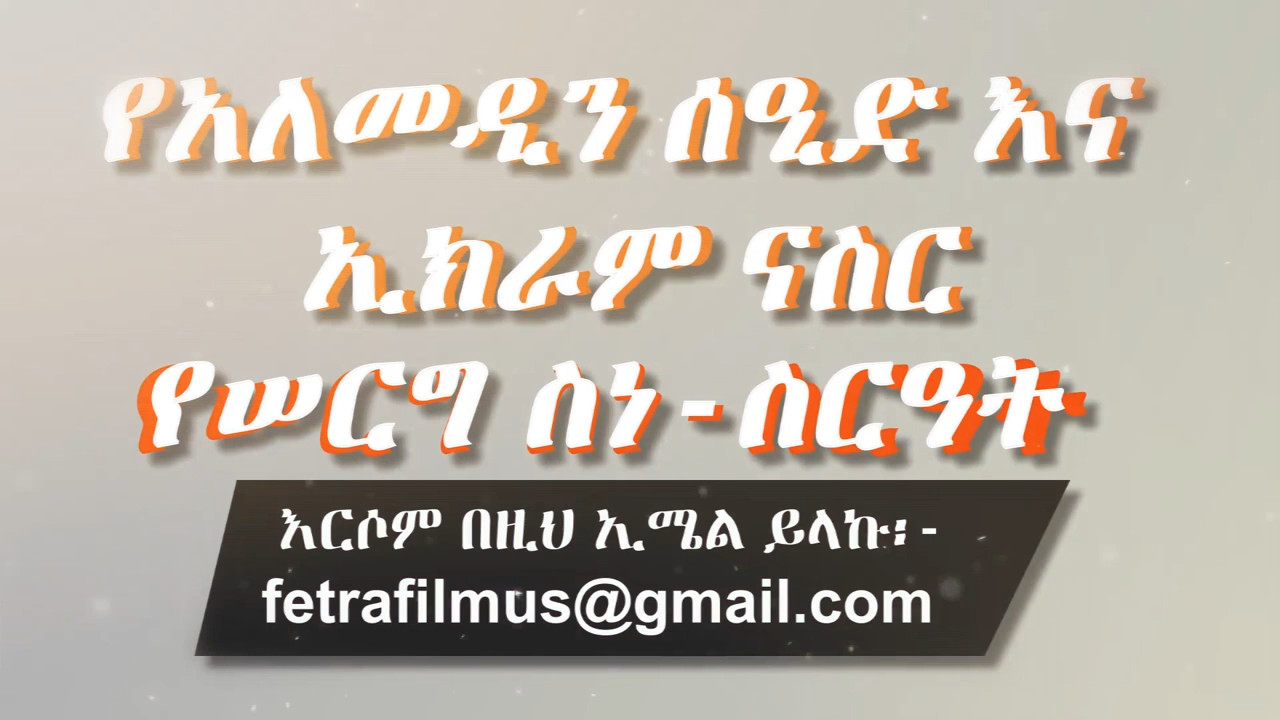 የአለመዲን ሰዒድ እና
ኢክራም ናስር
የሠርግ ስነ-ስርዓት
እርሶም በዚህ ኢሜል ይላኩ፡-
fetrafilmus@gmail.com